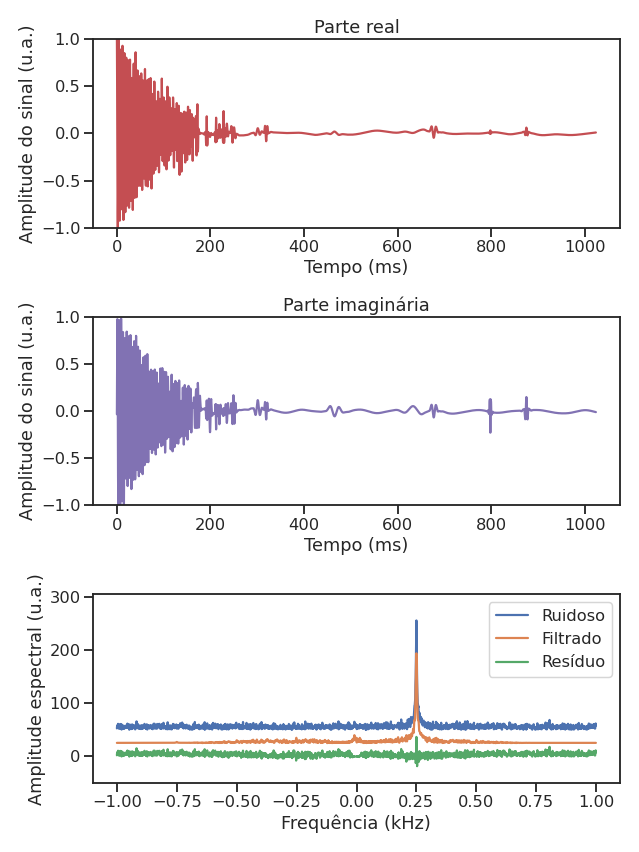 Parte real
Amplitude do sinal (u.a.)
1.0
0.5
0.0
−0.5
−1.0
0 200 400 600 800 1000
Tempo (ms)
Parte imaginária
Amplitude do sinal (u.a.)
1.0
0.5
0.0
−0.5
−1.0
0 200 400 600 800 1000
Tempo (ms)
Amplitude espectral (u.a.)
300
200
100
0
Ruidoso
Filtrado
Resíduo
−1.00 −0.75 −0.50 −0.25 0.00 0.25 0.50 0.75 1.00
Frequência (kHz)